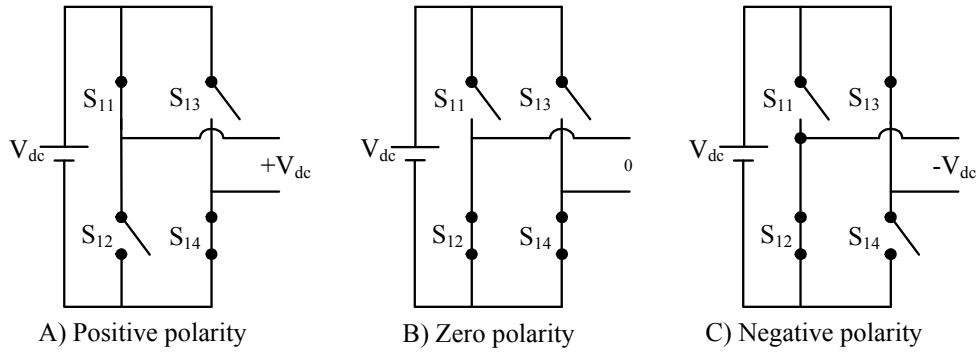 S11
S13
Vdc
+Vdc
S12
S14
A) Positive polarity
S11
S13
Vdc
0
S12
S14
B) Zero polarity
S11
S13
Vdc
-Vdc
S12
S14
C) Negative polarity